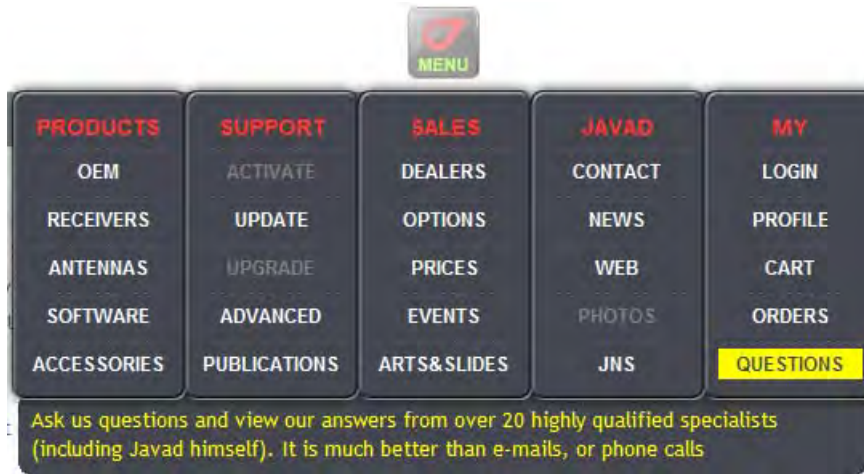 MENU
PRODUCTS SUPPORT SALES JAVAD MY
OEM ACTIVATE DEALERS CONTACT LOGIN
RECEIVERS UPDATE OPTIONS NEWS PROFILE
ANTENNAS UPGRADE PRICES WEB CART
SOFTWARE ADVANCED EVENTS PHOTOS ORDERS
ACCESSORIES PUBLICATIONS ARTS&SLIDES JNS QUESTIONS
Ask us questions and view our answers from over 20 highly qualified specialists
(including Javad himself). It is much better than e-mails, or phone calls